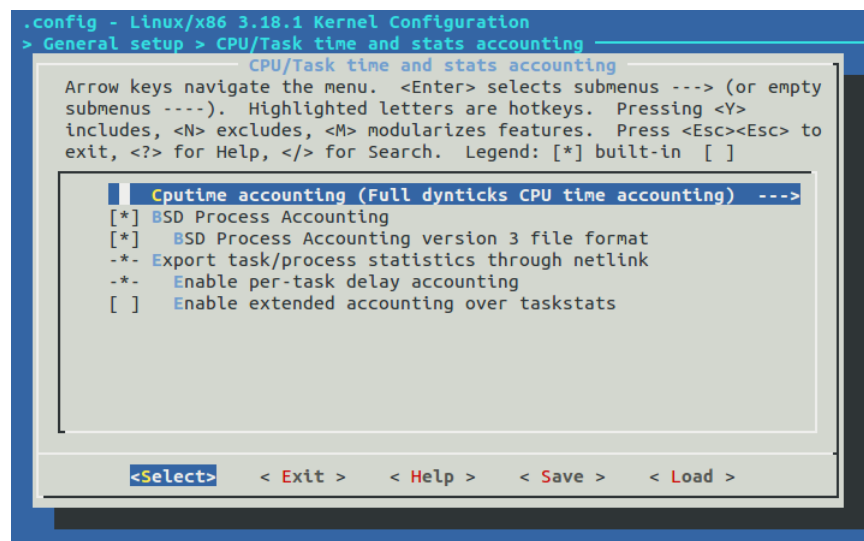 .config - Linux/x86 3.18.1 Kernel Configuration
> General setup > CPU/Task time and stats accounting
CPU/Task time and stats accounting
Arrow keys navigate the menu.  <Enter> selects submenus ---> (or empty
submenus ----).  Highlighted letters are hotkeys.  Pressing <Y>
includes, <N> excludes, <M> modularizes features.  Press <Esc><Esc> to
exit, <?> for Help, </> for Search.  Legend: [*] built-in  [ ]
Cputime accounting (Full dynticks CPU time accounting)  --->
[*] BSD Process Accounting
[*]   BSD Process Accounting version 3 file format
-*- Export task/process statistics through netlink
-*-   Enable per-task delay accounting
[ ]   Enable extended accounting over taskstats
<Select>    < Exit >    < Help >    < Save >    < Load >